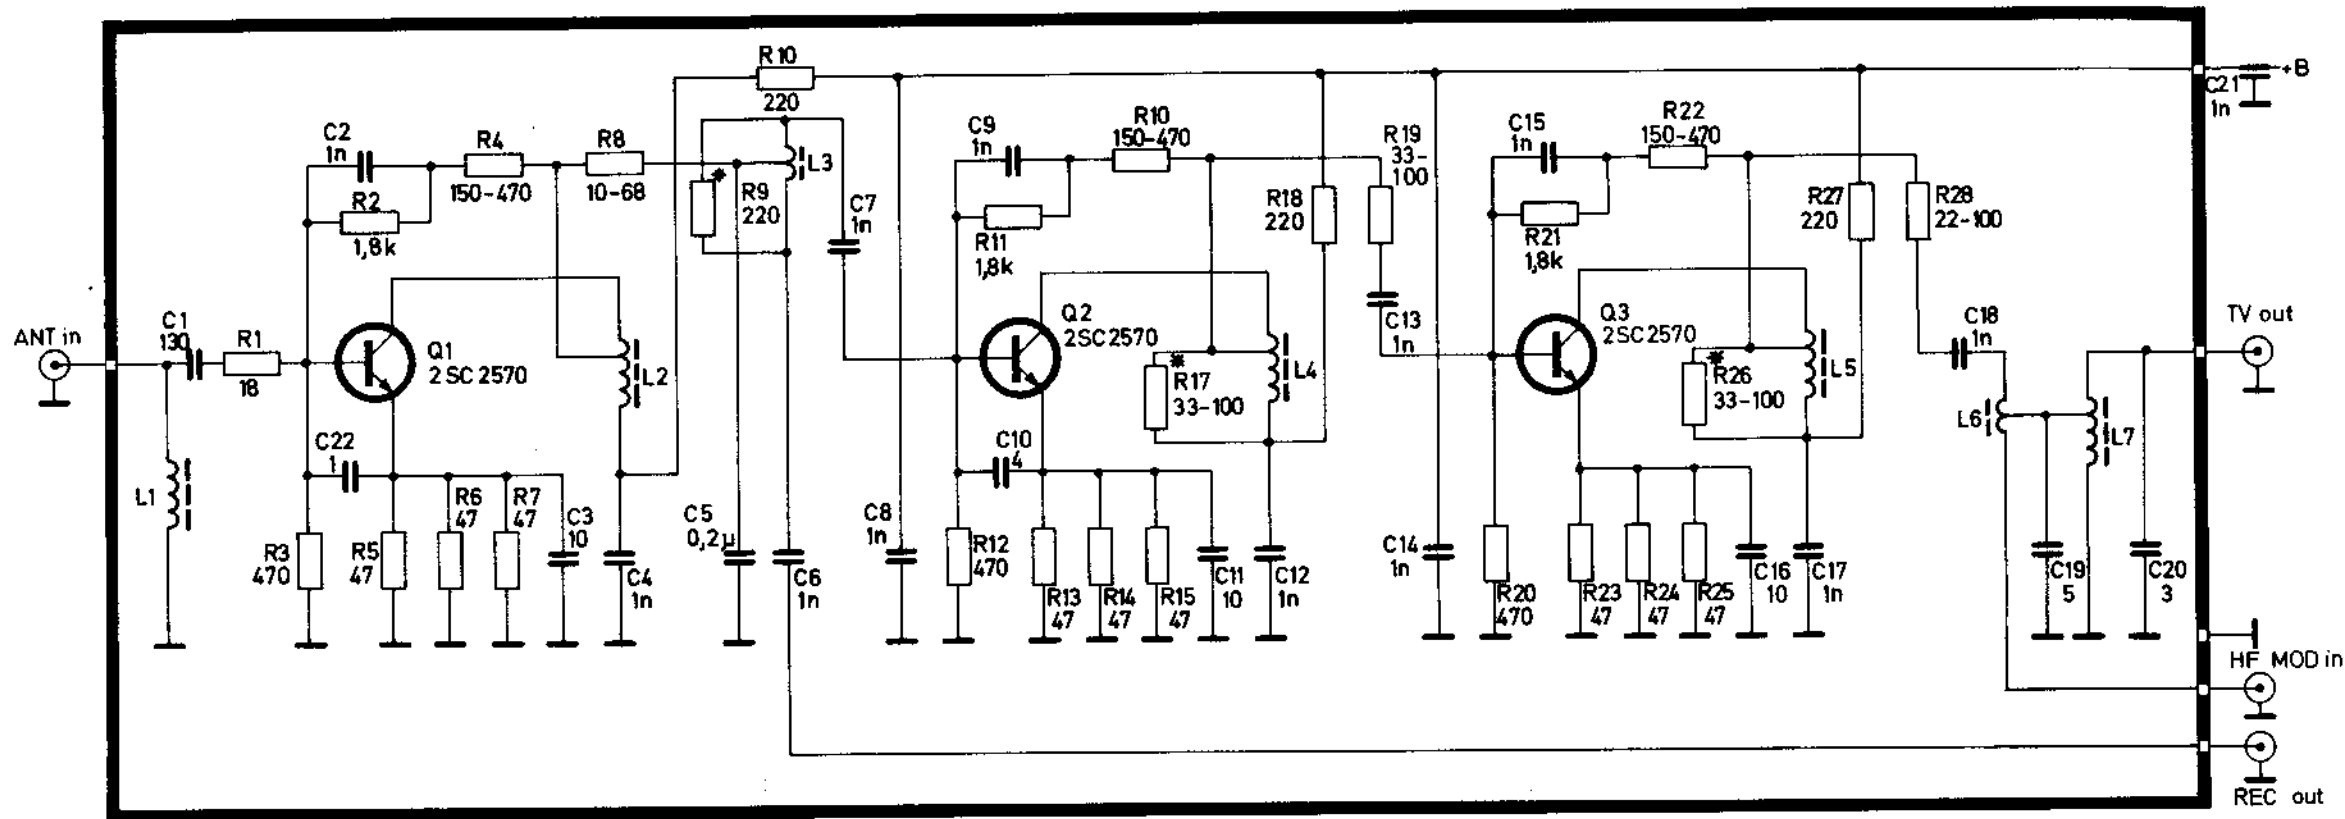 R10
220
C2
1n
R4
150-470
R8
10-68
R2
1,8k
L3
R9
220
C7
1n
C9
1n
R10
150-470
R11
1,8k
R18
220
R19
33-
100
C15
1n
R22
150-470
R21
1,8k
R27
220
R28
22-100
C21
1n
+B
ANT in
C1
130
R1
18
Q1
2SC2570
L2
Q2
2SC2570
R17
33-100
L4
C13
1n
Q3
2SC2570
R26
33-100
L5
C18
1n
TV out
L6
L7
L1
C22
1
R3
470
R5
47
R6
47
R7
47
C3
10
C4
1n
C5
0,2µ
C6
1n
C8
1n
C10
4
R12
470
R13
47
R14
47
R15
47
C11
10
C12
1n
C14
1n
R20
470
R23
47
R24
47
R25
47
C16
10
C17
1n
C19
5
C20
3
HF MOD in
REC out